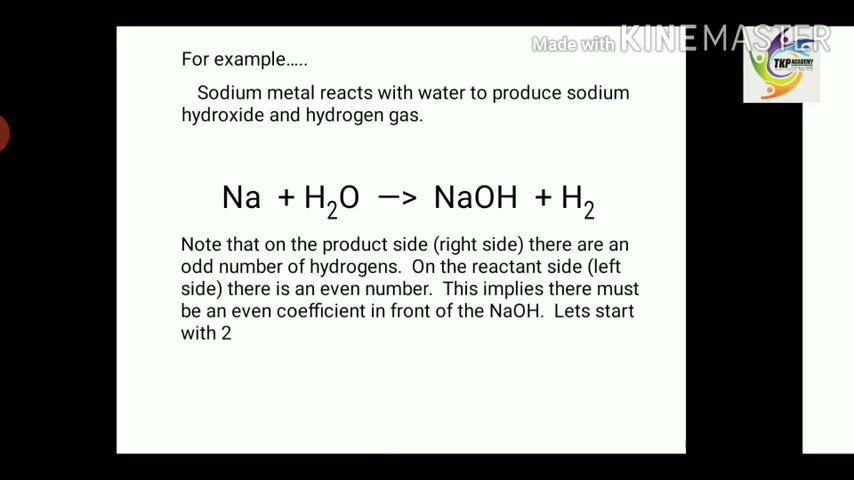 Made with KINEMASTER
TKP ACADEMY
For example.....
Sodium metal reacts with water to produce sodium
hydroxide and hydrogen gas.
Na + H₂O —> NaOH + H₂
Note that on the product side (right side) there are an
odd number of hydrogens. On the reactant side (left
side) there is an even number. This implies there must
be an even coefficient in front of the NaOH. Lets start
with 2